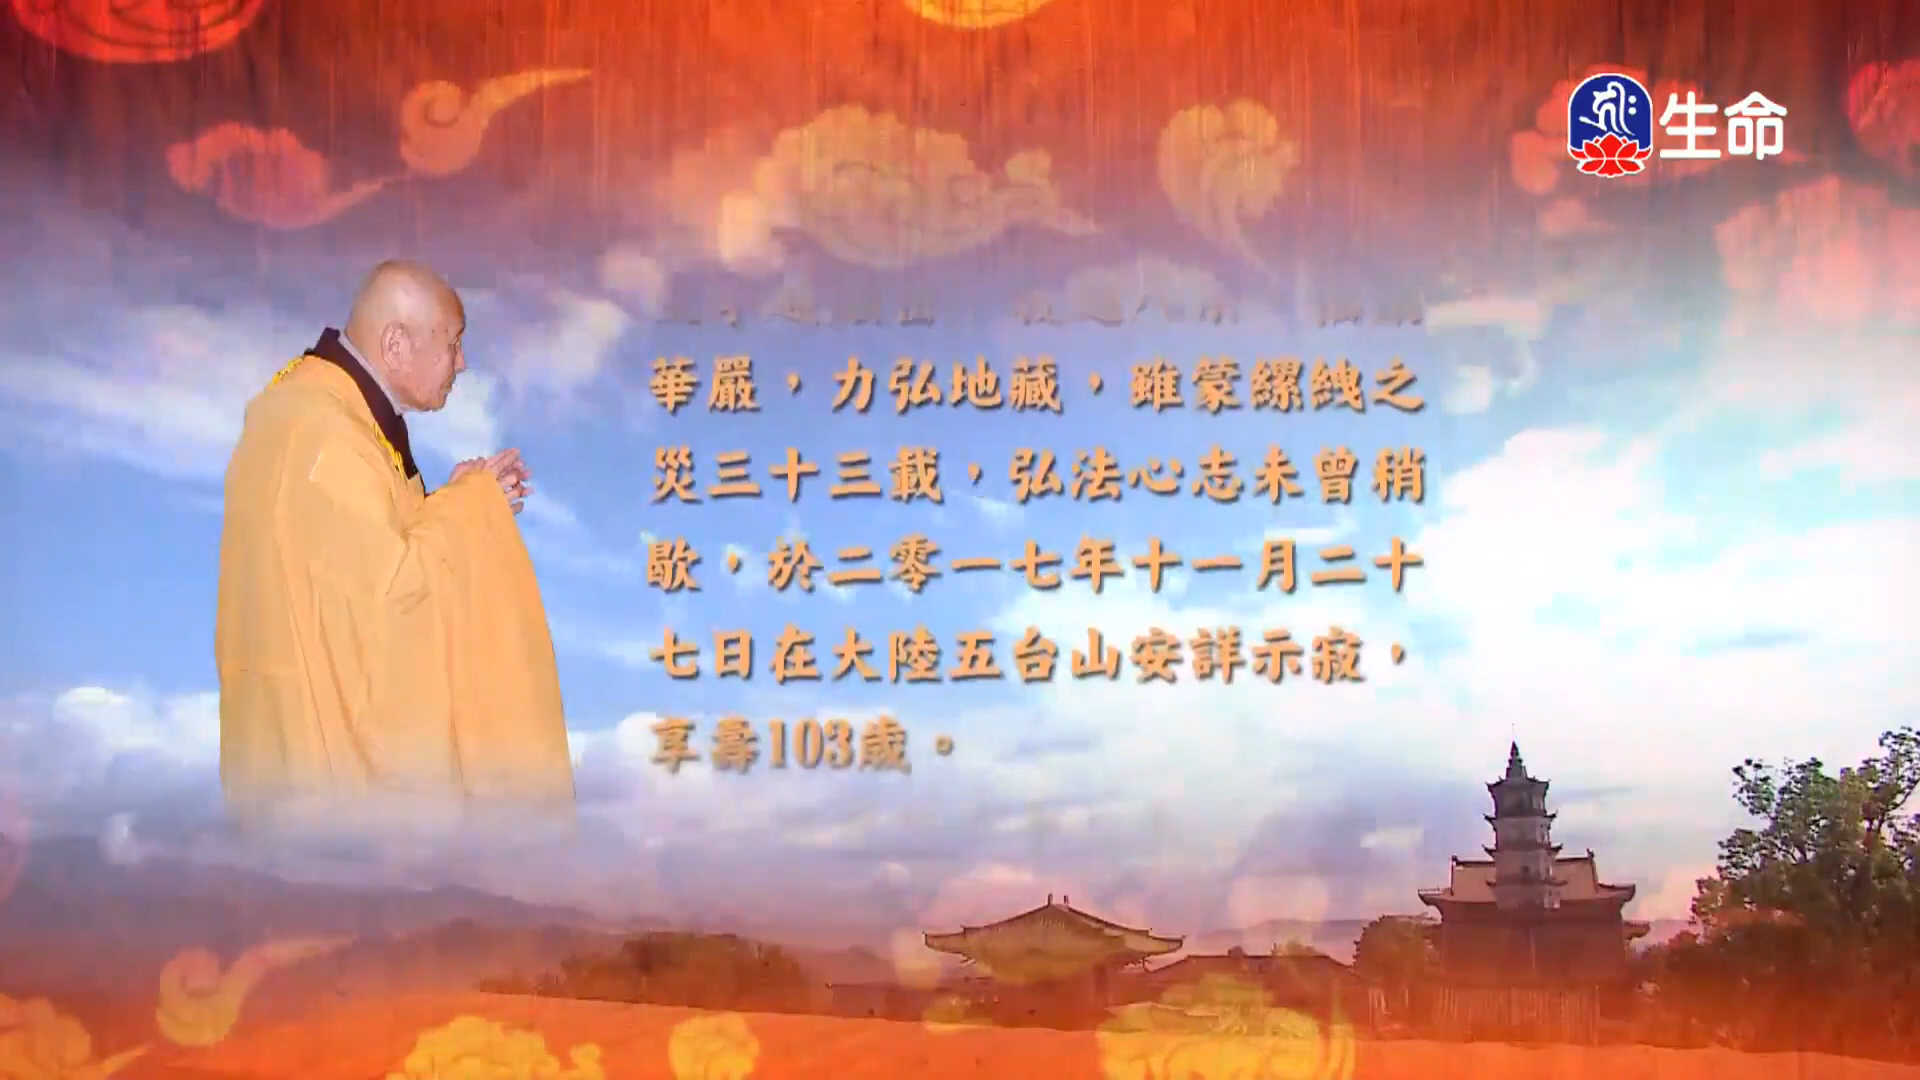 生命
華嚴，力弘地藏，雖蒙縲絏之
災三十三載，弘法心志未曾稍
歇，於二零一七年十一月二十
七日在大陸五台山安詳示寂，
享壽103歲。